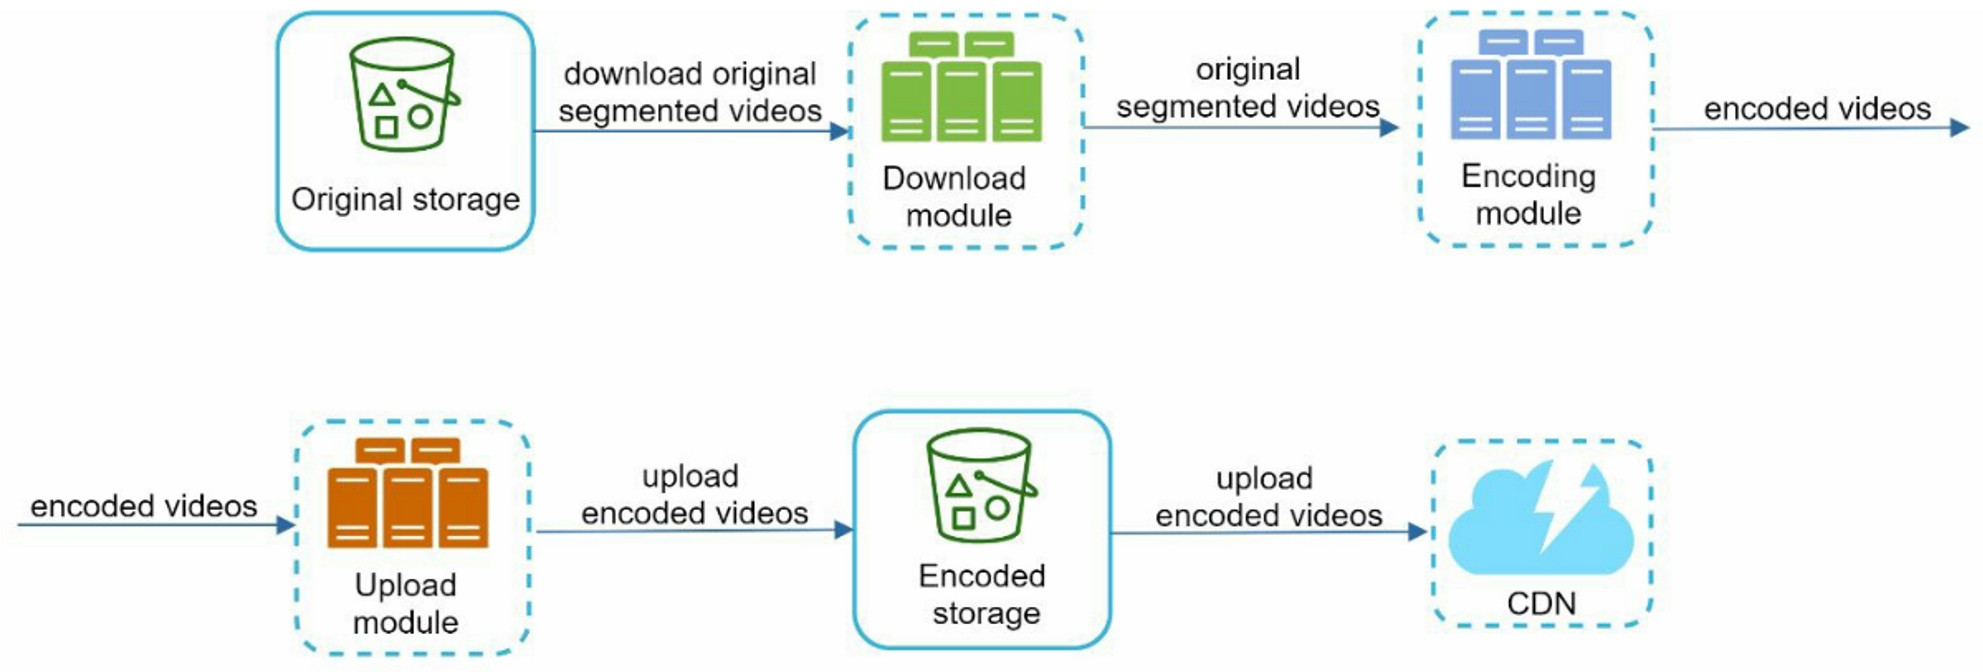 download original
segmented videos
original
segmented videos
encoded videos
Original storage
Download
module
Encoding
module
encoded videos
upload
encoded videos
upload
encoded videos
Upload
module
Encoded
storage
CDN